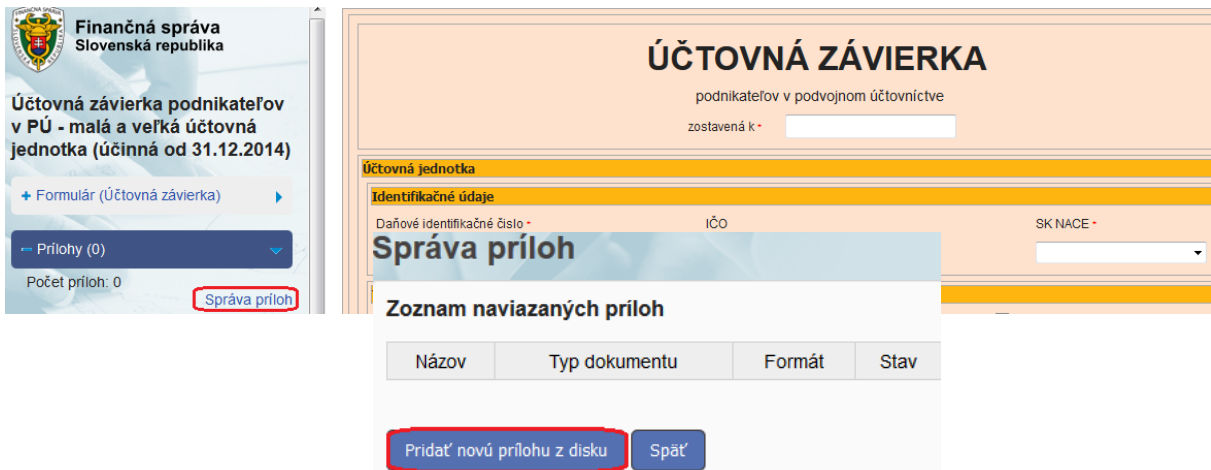 FINANČNÁ SPRÁVA
Finančná správa
Slovenská republika
Účtovná závierka podnikateľov
v PÚ - malá a veľká účtovná
jednotka (účinná od 31.12.2014)
+ Formulár (Účtovná závierka)
Prílohy (0)
Počet príloh: 0
Správa príloh
ÚČTOVNÁ ZÁVIERKA
podnikateľov v podvojnom účtovníctve
zostavená k *
Účtovná jednotka
Identifikačné údaje
Daňové identifikačné číslo * IČO SK NACE *
Správa príloh
Zoznam naviazaných príloh
Názov Typ dokumentu Formát Stav
Pridať novú prílohu z disku Späť